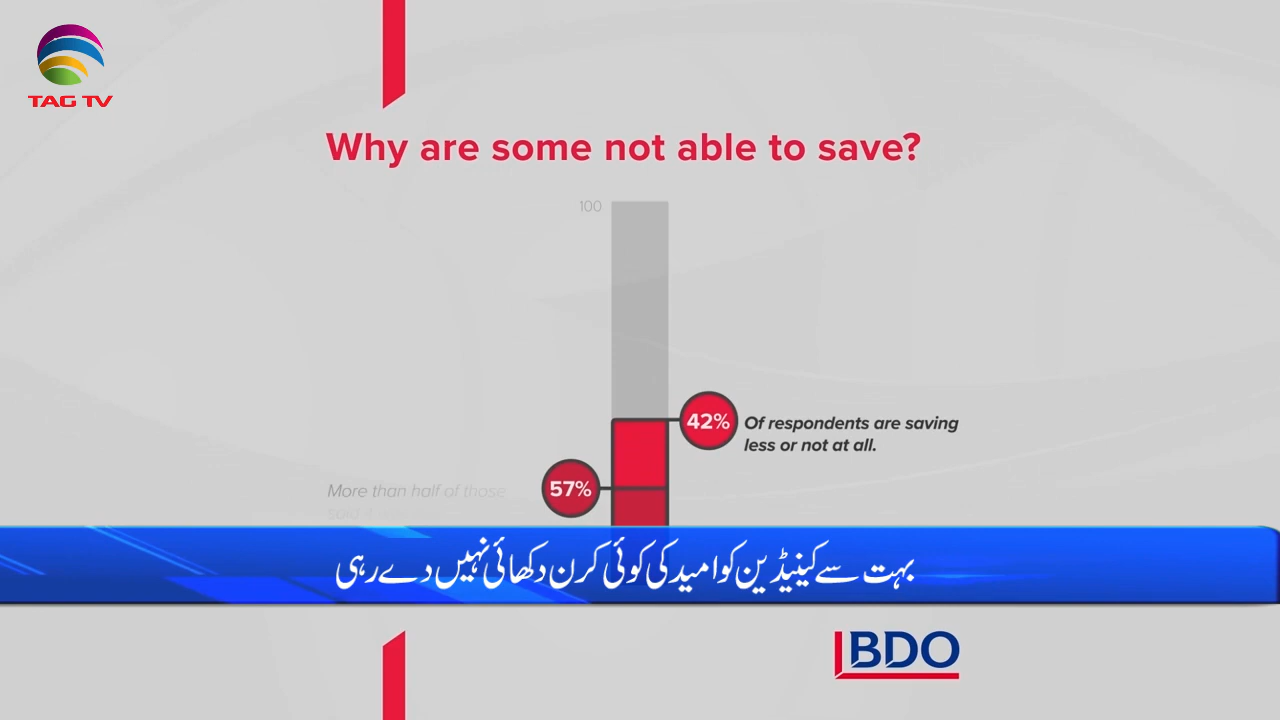 TAG TV
Why are some not able to save?
100
42%
Of respondents are saving
less or not at all.
57%
More than half of those
said it
بہت سے کینیڈین کو امید کی کوئی کرن دکھائی نہیں دے رہی
BDO